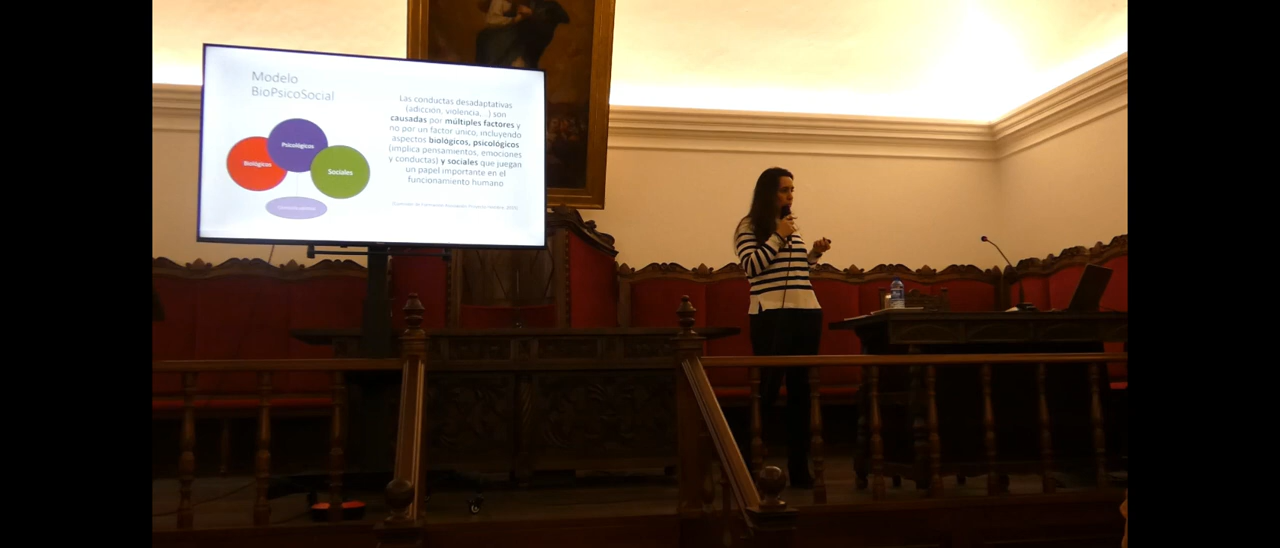 Modelo
BioPsicoSocial
Psicológicos
Biológicos
Sociales
Las conductas desadaptativas
(adicción, violencia, ..) son
causadas por múltiples factores y
no por un factor único, incluyendo
aspectos biológicos, psicológicos
(implica pensamientos, emociones
y conductas) y sociales que juegan
un papel importante en el
funcionamiento humano